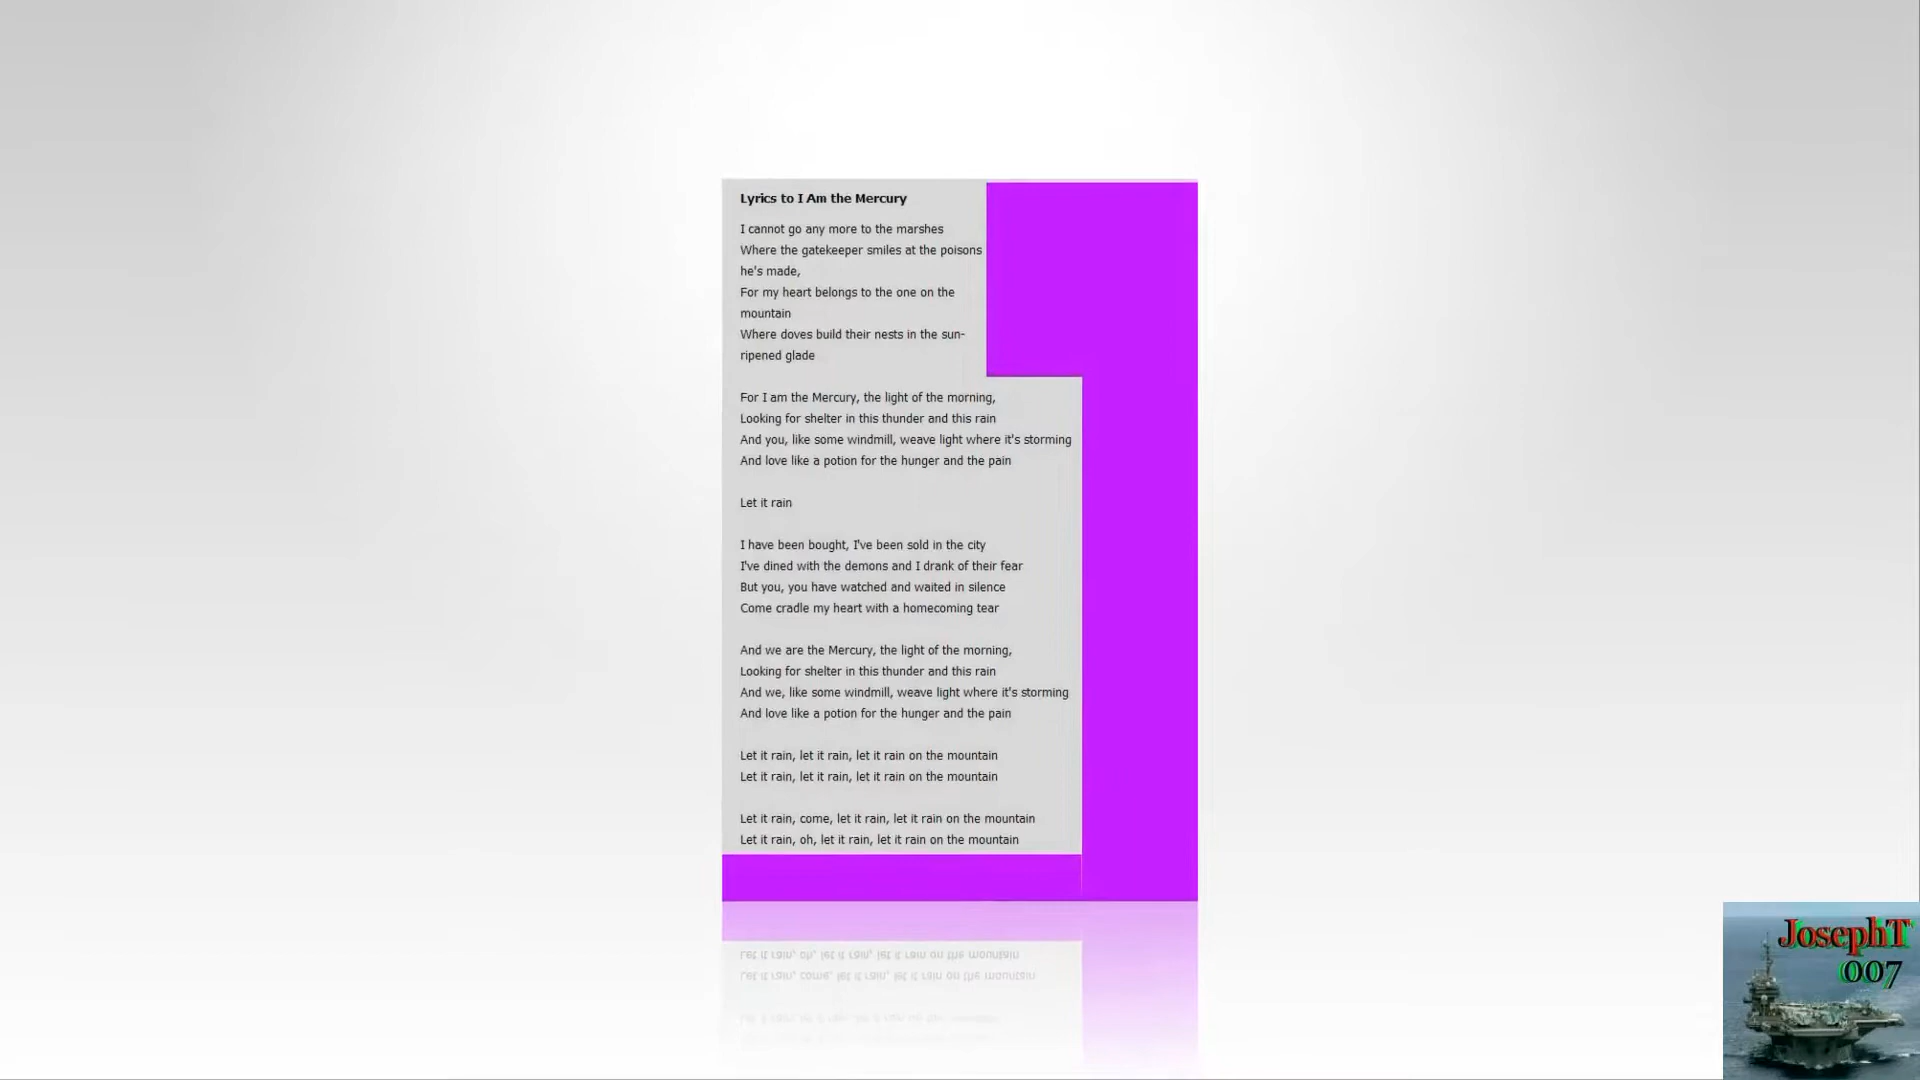 Lyrics to I Am the Mercury
I cannot go any more to the marshes
Where the gatekeeper smiles at the poisons
he's made,
For my heart belongs to the one on the
mountain
Where doves build their nests in the sun-
ripened glade
For I am the Mercury, the light of the morning,
Looking for shelter in this thunder and this rain
And you, like some windmill, weave light where it's storming
And love like a potion for the hunger and the pain
Let it rain
I have been bought, I've been sold in the city
I've dined with the demons and I drank of their fear
But you, you have watched and waited in silence
Come cradle my heart with a homecoming tear
And we are the Mercury, the light of the morning,
Looking for shelter in this thunder and this rain
And we, like some windmill, weave light where it's storming
And love like a potion for the hunger and the pain
Let it rain, let it rain, let it rain on the mountain
Let it rain, let it rain, let it rain on the mountain
Let it rain, come, let it rain, let it rain on the mountain
Let it rain, oh, let it rain, let it rain on the mountain
JosephT
007